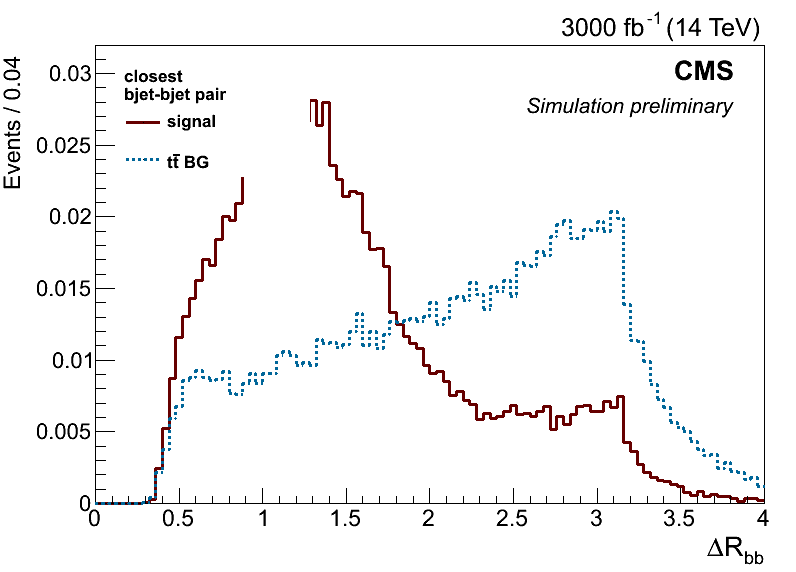 3000 fb⁻¹ (14 TeV)
Events / 0.04
CMS
Simulation preliminary
closest
bjet-bjet pair
signal
tt̄ BG
0.03
0.025
0.02
0.015
0.01
0.005
0
0 0.5 1 1.5 2 2.5 3 3.5 4
ΔR_bb